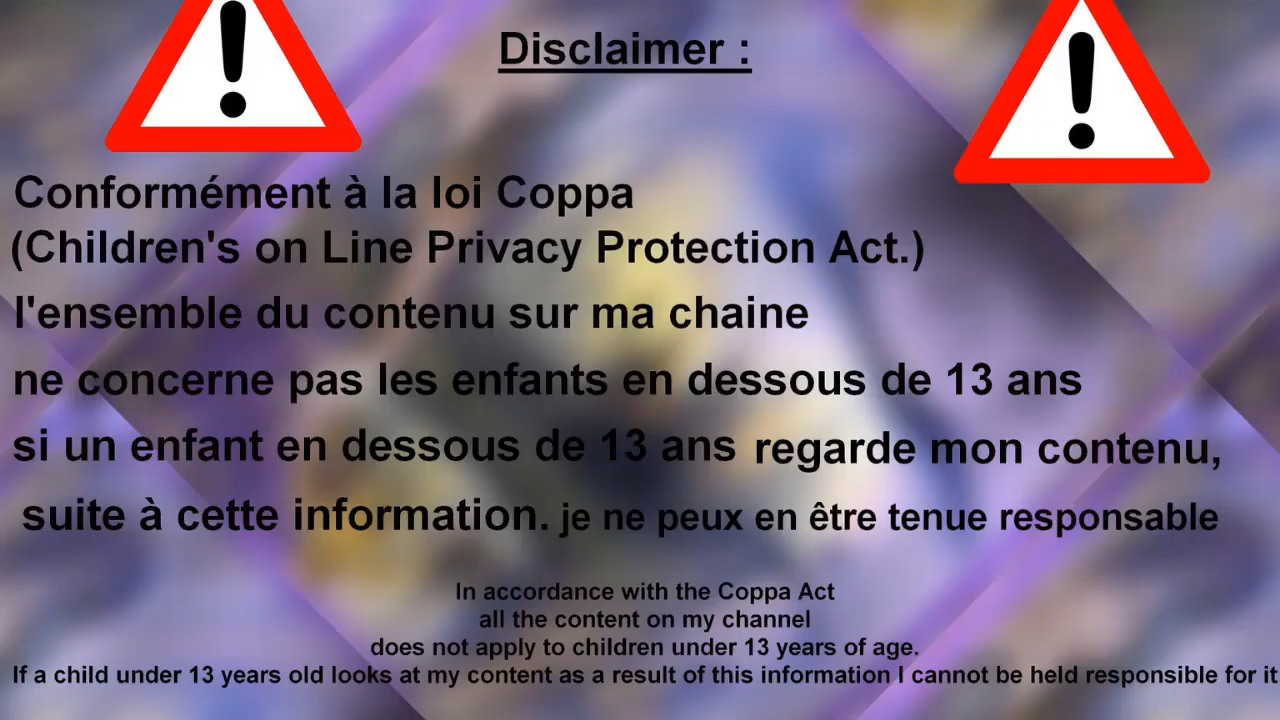 Disclaimer :
Conformément à la loi Coppa
(Children's on Line Privacy Protection Act.)
l'ensemble du contenu sur ma chaine
ne concerne pas les enfants en dessous de 13 ans
si un enfant en dessous de 13 ans regarde mon contenu,
suite à cette information. je ne peux en être tenue responsable
In accordance with the Coppa Act
all the content on my channel
does not apply to children under 13 years of age.
If a child under 13 years old looks at my content as a result of this information I cannot be held responsible for it